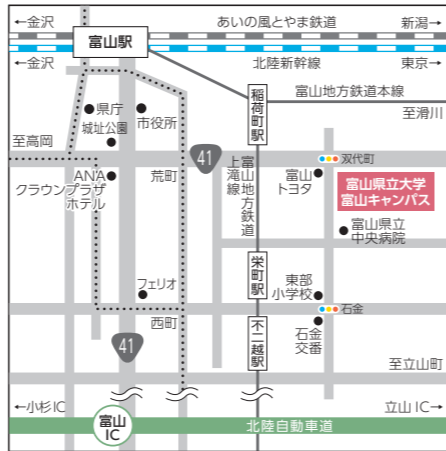 ←金沢
あいの風とやま鉄道
新潟→
富山駅
←金沢
北陸新幹線
東京→
富山地方鉄道本線
至滑川
稲荷町駅
県庁
市役所
城址公園
至高岡
41
双代町
ANA
クラウンプラザ
ホテル
荒町
富山地方鉄道
上滝線
富山
トヨタ
富山県立大学
富山キャンパス
富山県立
中央病院
栄町駅
フェリオ
東部
小学校
石金
西町
不二越駅
石金
交番
41
至立山町
←小杉IC
立山IC→
富山
IC
北陸自動車道